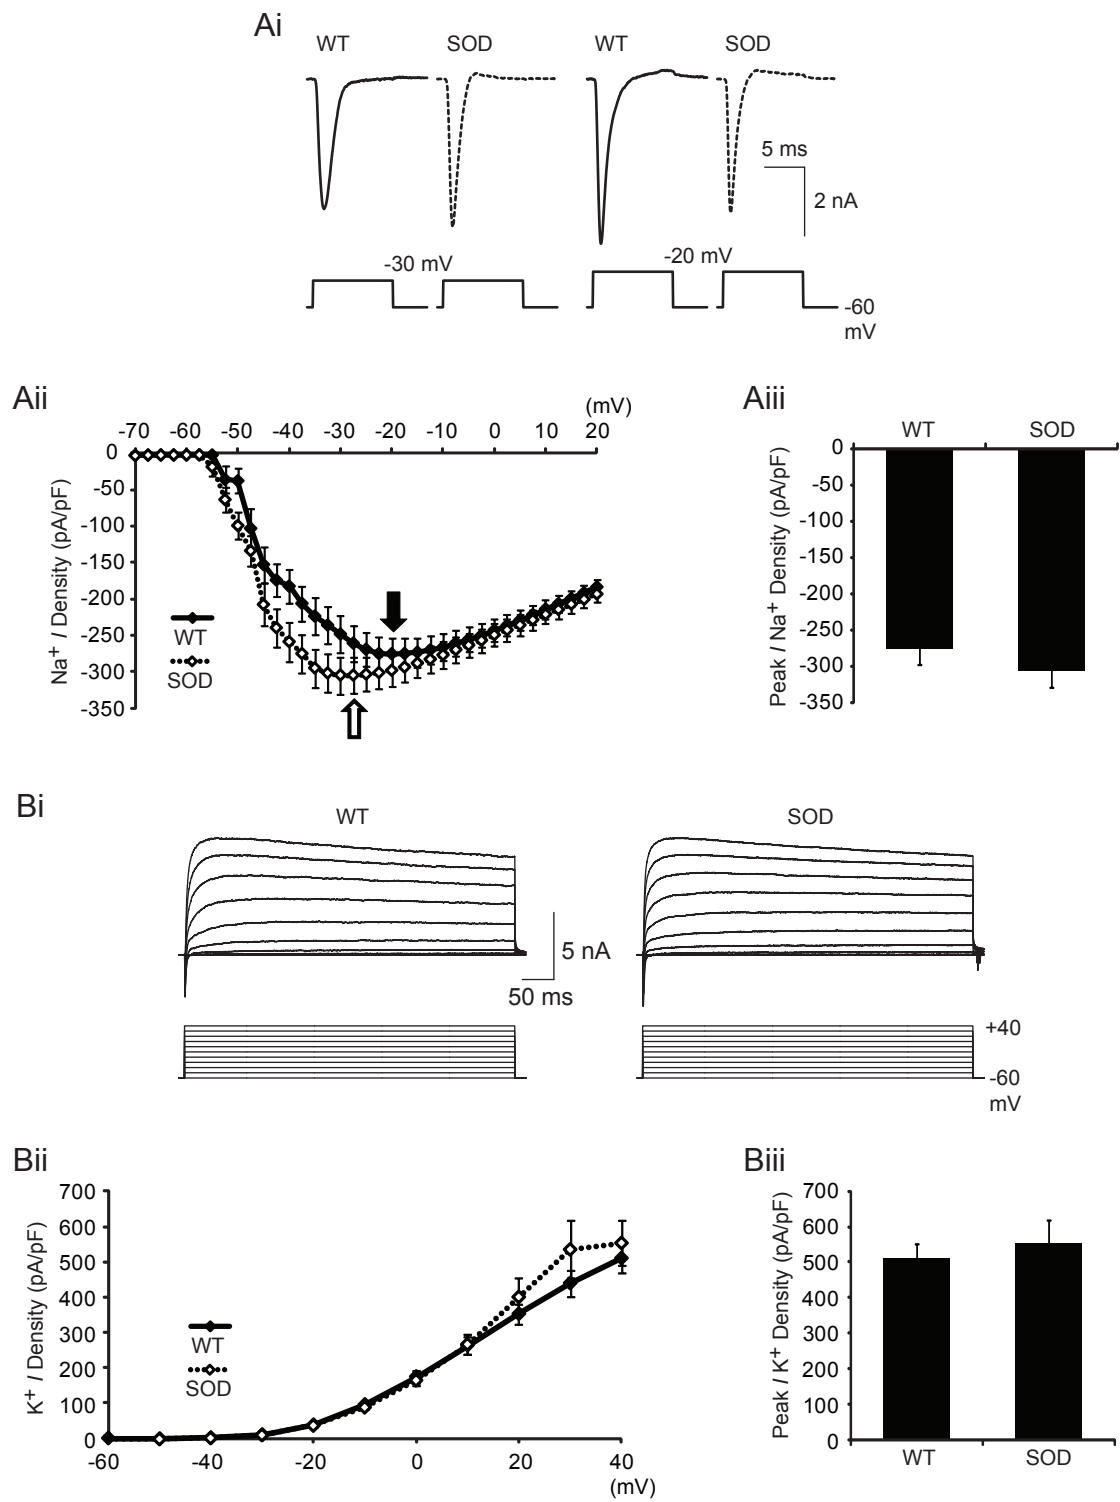 Ai
WT SOD WT SOD
5 ms
2 nA
-30 mV -20 mV
-60
mV
Aii
(mV)
-70 -60 -50 -40 -30 -20 -10 0 10 20
0
-50
-100
-150
-200
-250
-300
-350
Na+ I Density (pA/pF)
WT
SOD
Aiii
WT SOD
0
-50
-100
-150
-200
-250
-300
-350
Peak I Na+ Density (pA/pF)
Bi
WT SOD
5 nA
50 ms
+40
-60
mV
Bii
700
600
500
400
300
200
100
0
K+ I Density (pA/pF)
WT
SOD
-60 -40 -20 0 20 40
(mV)
Biii
700
600
500
400
300
200
100
0
Peak I K+ Density (pA/pF)
WT SOD